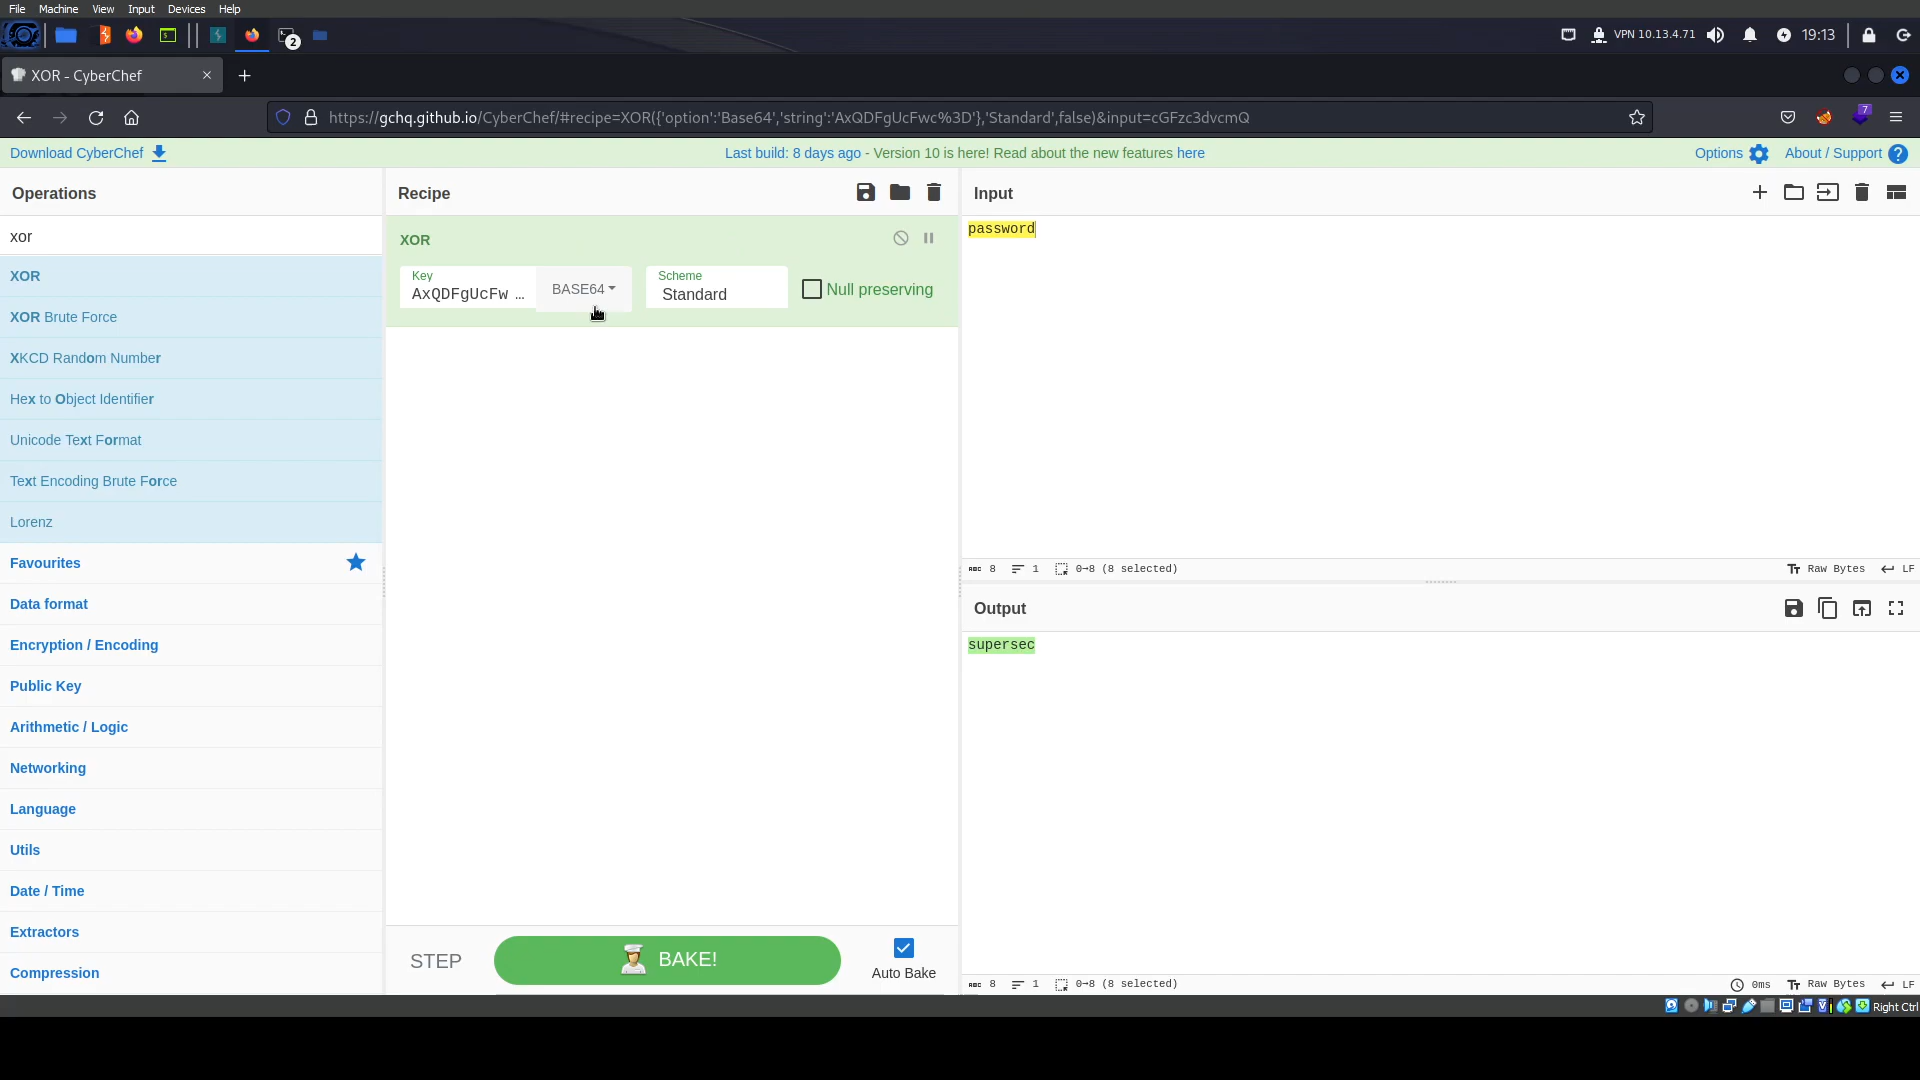 File Machine View Input Devices Help
2
VPN 10.13.4.71 19:13
XOR - CyberChef
https://gchq.github.io/CyberChef/#recipe=XOR({'option':'Base64','string':'AxQDFgUcFwc%3D'},'Standard',false)&input=cGFzc3dvcmQ
7
Download CyberChef
Last build: 8 days ago - Version 10 is here! Read about the new features here
Options
About / Support
Operations
xor
XOR
XOR Brute Force
XKCD Random Number
Hex to Object Identifier
Unicode Text Format
Text Encoding Brute Force
Lorenz
Favourites
Data format
Encryption / Encoding
Public Key
Arithmetic / Logic
Networking
Language
Utils
Date / Time
Extractors
Compression
Recipe
XOR
Key
AxQDFgUcFw …
BASE64
Scheme
Standard
Null preserving
STEP
BAKE!
Auto Bake
Input
password
ABC 8 1 0→8 (8 selected)
Tr Raw Bytes LF
Output
supersec
ABC 8 1 0→8 (8 selected)
0ms Tr Raw Bytes LF
Right Ctrl